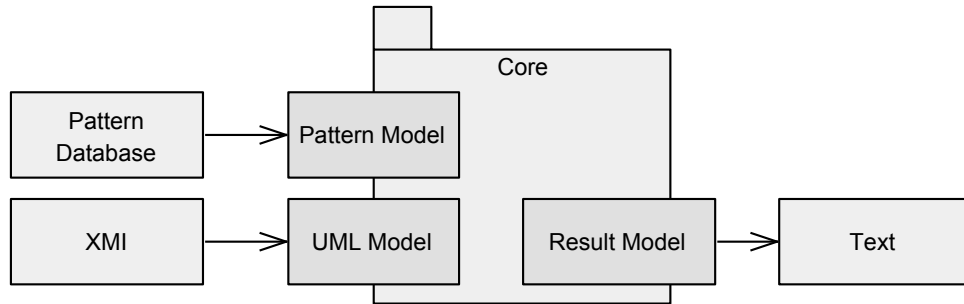 Core
Pattern
Database
Pattern Model
XMI
UML Model
Result Model
Text